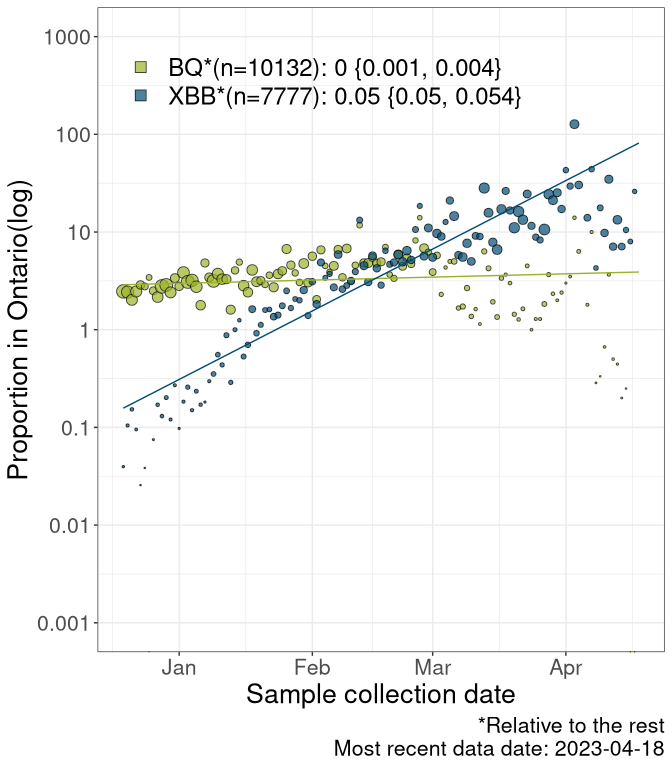 1000
100
10
1
0.1
0.01
0.001
Proportion in Ontario(log)
BQ*(n=10132): 0 {0.001, 0.004}
XBB*(n=7777): 0.05 {0.05, 0.054}
Jan Feb Mar Apr
Sample collection date
*Relative to the rest
Most recent data date: 2023-04-18